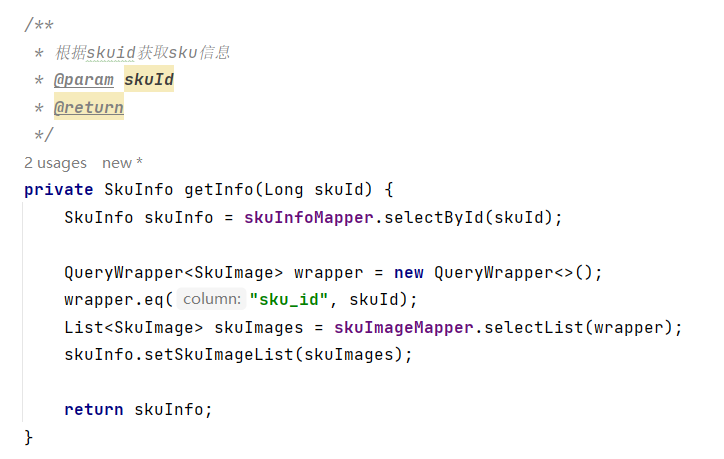 /**
 * 根据skuid获取sku信息
 * @param skuId
 * @return
 */
2 usages new *
private SkuInfo getInfo(Long skuId) {
    SkuInfo skuInfo = skuInfoMapper.selectById(skuId);
    QueryWrapper<SkuImage> wrapper = new QueryWrapper<>();
    wrapper.eq( column: "sku_id", skuId);
    List<SkuImage> skuImages = skuImageMapper.selectList(wrapper);
    skuInfo.setSkuImageList(skuImages);
    return skuInfo;
}